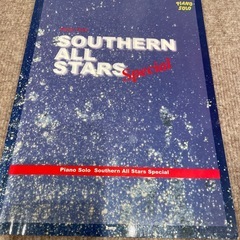 PIANO
SOLO
SOUTHERN
ALL
STARS
Special
Piano Solo Southern All Stars Special